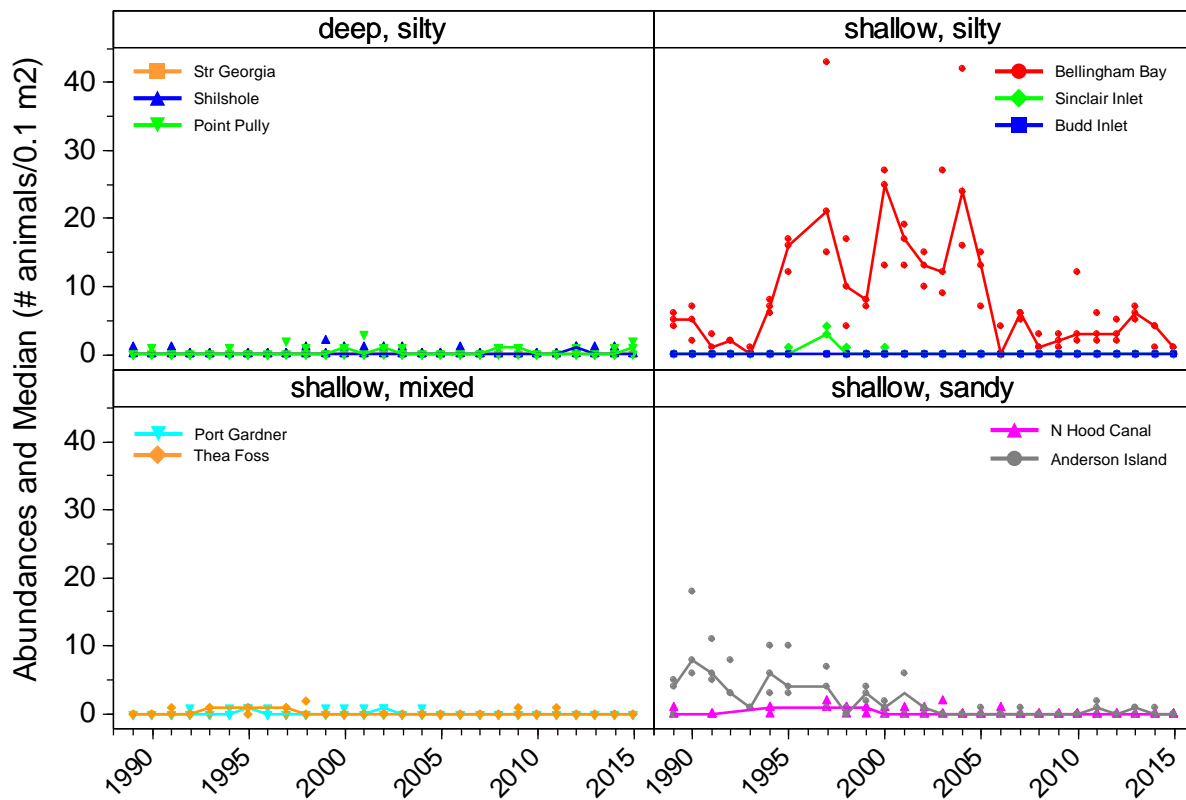 Abundances and Median (# animals/0.1 m2)
deep, silty
shallow, silty
40
30
20
10
0
Str Georgia
Shilshole
Point Pully
Bellingham Bay
Sinclair Inlet
Budd Inlet
shallow, mixed
shallow, sandy
40
30
20
10
0
Port Gardner
Thea Foss
N Hood Canal
Anderson Island
1990
1995
2000
2005
2010
2015
1990
1995
2000
2005
2010
2015